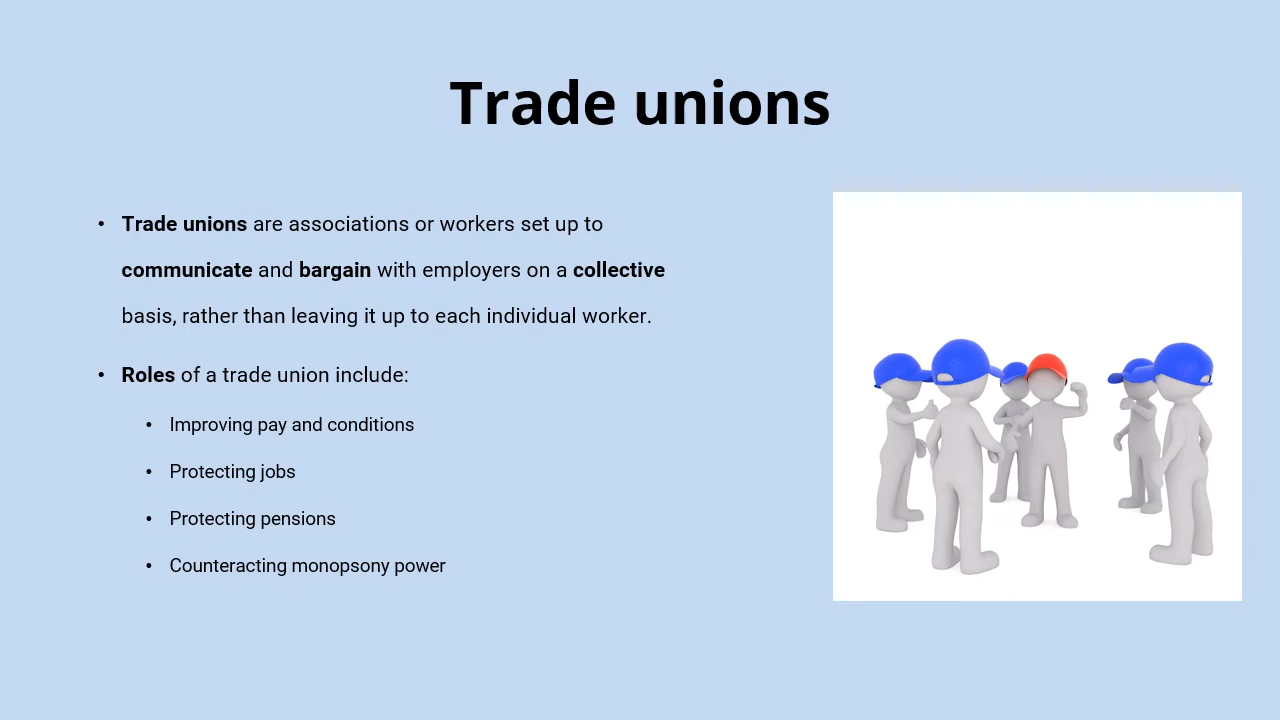 Trade unions
• Trade unions are associations or workers set up to
communicate and bargain with employers on a collective
basis, rather than leaving it up to each individual worker.
• Roles of a trade union include:
• Improving pay and conditions
• Protecting jobs
• Protecting pensions
• Counteracting monopsony power